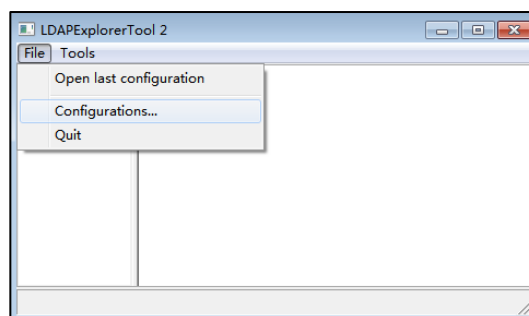 LDAPExplorerTool 2
File Tools
Open last configuration
Configurations...
Quit